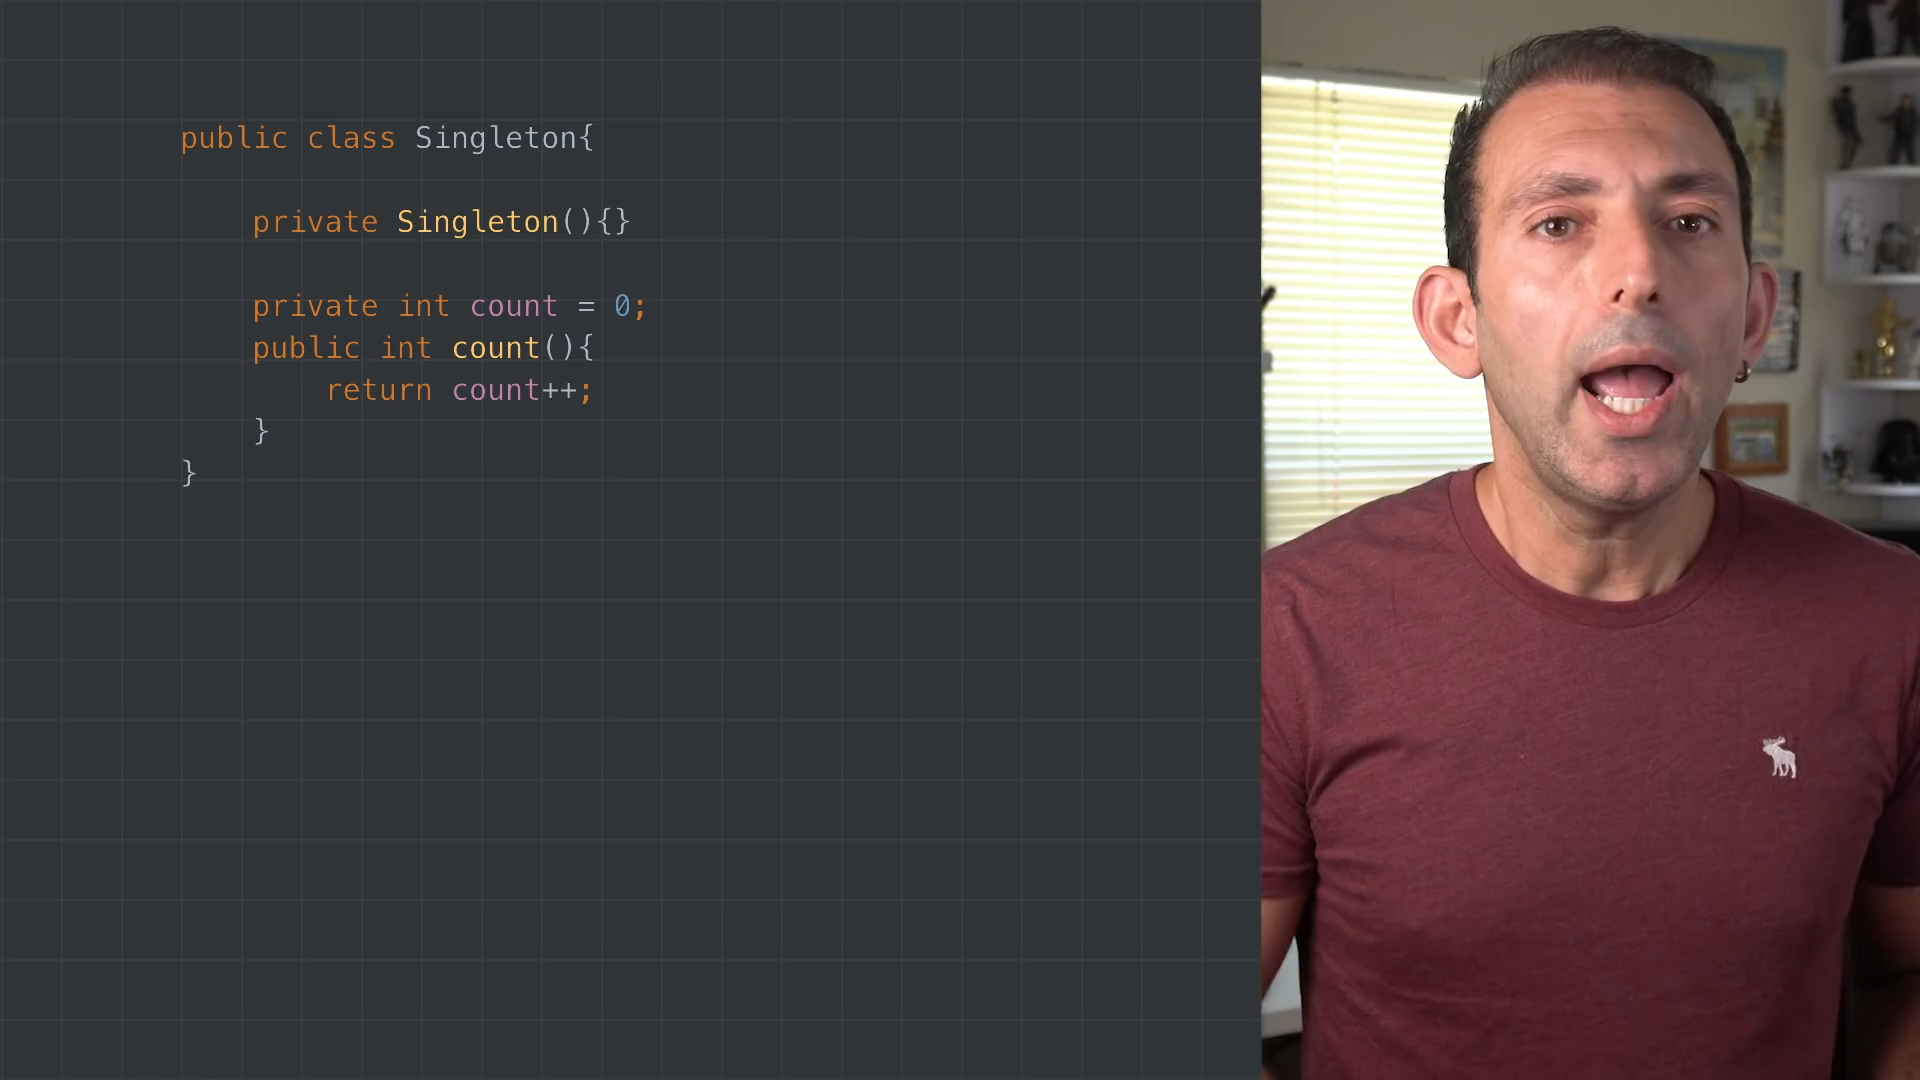 public class Singleton{
private Singleton(){}
private int count = 0;
public int count(){
return count++;
}
}